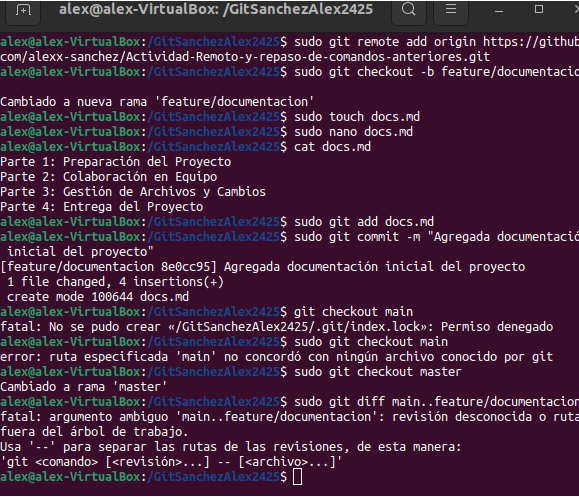 alex@alex-VirtualBox: /GitSanchezAlex2425
alex@alex-VirtualBox:/GitSanchezAlex2425$ sudo git remote add origin https://github
com/alexx-sanchez/Actividad-Remoto-y-repaso-de-comandos-anteriores.git
alex@alex-VirtualBox:/GitSanchezAlex2425$ sudo git checkout -b feature/documentacio
Cambiado a nueva rama 'feature/documentacion'
alex@alex-VirtualBox:/GitSanchezAlex2425$ sudo touch docs.md
alex@alex-VirtualBox:/GitSanchezAlex2425$ sudo nano docs.md
alex@alex-VirtualBox:/GitSanchezAlex2425$ cat docs.md
Parte 1: Preparación del Proyecto
Parte 2: Colaboración en Equipo
Parte 3: Gestión de Archivos y Cambios
Parte 4: Entrega del Proyecto
alex@alex-VirtualBox:/GitSanchezAlex2425$ sudo git add docs.md
alex@alex-VirtualBox:/GitSanchezAlex2425$ sudo git commit -m "Agregada documentació
 inicial del proyecto"
[feature/documentacion 8e0cc95] Agregada documentación inicial del proyecto
 1 file changed, 4 insertions(+)
 create mode 100644 docs.md
alex@alex-VirtualBox:/GitSanchezAlex2425$ git checkout main
fatal: No se pudo crear «/GitSanchezAlex2425/.git/index.lock»: Permiso denegado
alex@alex-VirtualBox:/GitSanchezAlex2425$ sudo git checkout main
error: ruta especificada 'main' no concordó con ningún archivo conocido por git
alex@alex-VirtualBox:/GitSanchezAlex2425$ sudo git checkout master
Cambiado a rama 'master'
alex@alex-VirtualBox:/GitSanchezAlex2425$ sudo git diff main..feature/documentacion
fatal: argumento ambiguo 'main..feature/documentacion': revisión desconocida o ruta
fuera del árbol de trabajo.
Usa '--' para separar las rutas de las revisiones, de esta manera:
'git <comando> [<revisión>...] -- [<archivo>...]'
alex@alex-VirtualBox:/GitSanchezAlex2425$